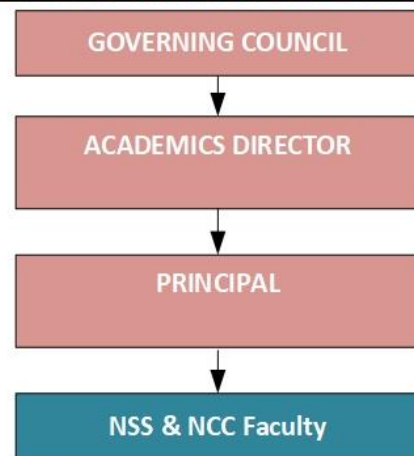 GOVERNING COUNCIL
ACADEMICS DIRECTOR
PRINCIPAL
NSS & NCC Faculty